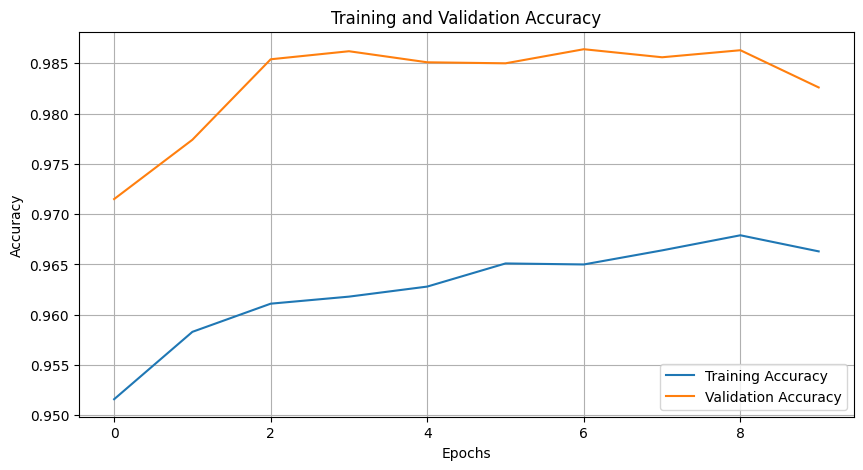 Training and Validation Accuracy
Accuracy
0.985
0.980
0.975
0.970
0.965
0.960
0.955
0.950
0 2 4 6 8
Epochs
Training Accuracy
Validation Accuracy